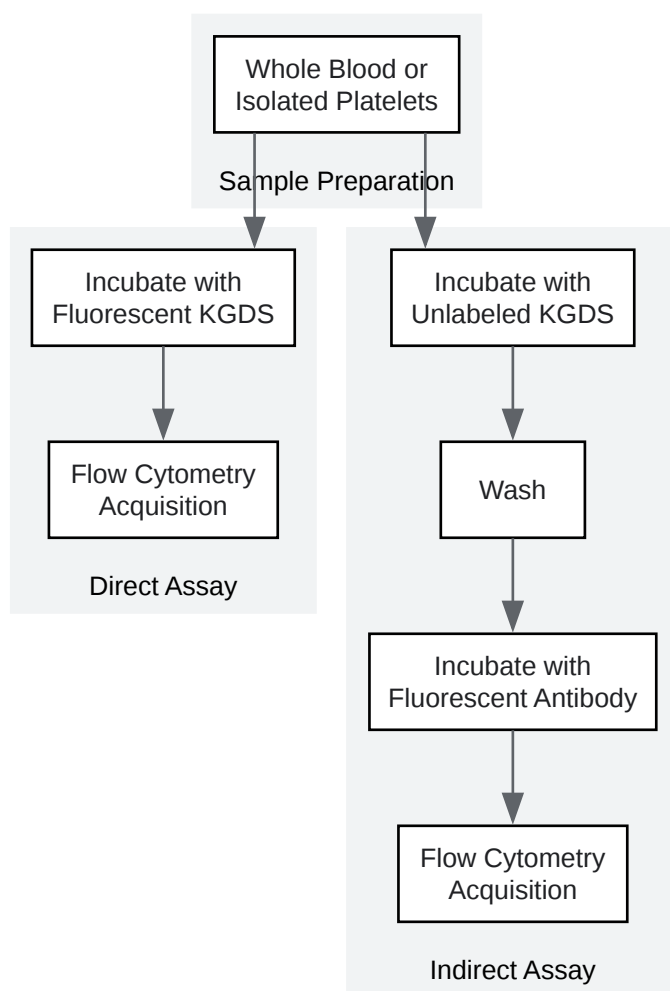 Whole Blood or
Isolated Platelets
Sample Preparation
Incubate with
Fluorescent KGDS
Flow Cytometry
Acquisition
Direct Assay
Incubate with
Unlabeled KGDS
Wash
Incubate with
Fluorescent Antibody
Flow Cytometry
Acquisition
Indirect Assay